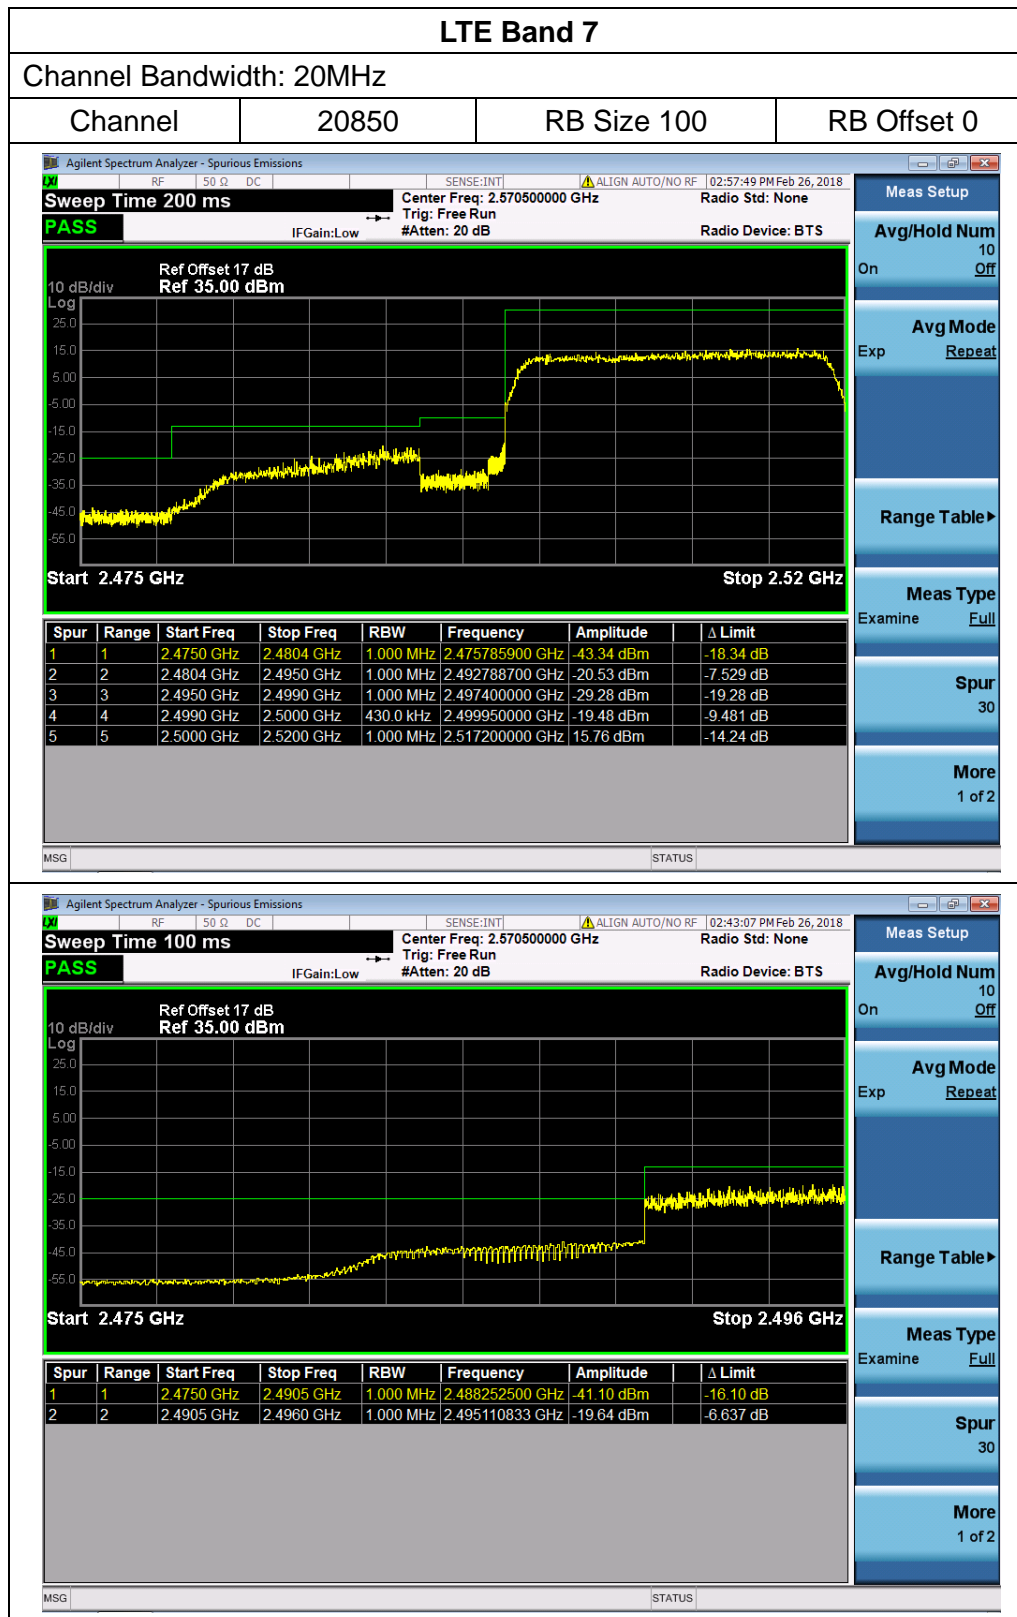 LTE Band 7
Channel Bandwidth: 20MHz
Channel 20850 RB Size 100 RB Offset 0
Agilent Spectrum Analyzer - Spurious Emissions
LXI RF 50 Ω DC SENSE:INT ALIGN AUTO/NO RF 02:57:49 PM Feb 26, 2018
Sweep Time 200 ms Center Freq: 2.570500000 GHz Radio Std: None
Trig: Free Run
PASS IFGain:Low #Atten: 20 dB Radio Device: BTS
Ref Offset 17 dB
10 dB/div Ref 35.00 dBm
Log
25.0
15.0
5.00
-5.00
-15.0
-25.0
-35.0
-45.0
-55.0
Start 2.475 GHz Stop 2.52 GHz
Spur Range Start Freq Stop Freq RBW Frequency Amplitude Δ Limit
1 1 2.4750 GHz 2.4804 GHz 1.000 MHz 2.475785900 GHz -43.34 dBm -18.34 dB
2 2 2.4804 GHz 2.4950 GHz 1.000 MHz 2.492788700 GHz -20.53 dBm -7.529 dB
3 3 2.4950 GHz 2.4990 GHz 1.000 MHz 2.497400000 GHz -29.28 dBm -19.28 dB
4 4 2.4990 GHz 2.5000 GHz 430.0 kHz 2.499950000 GHz -19.48 dBm -9.481 dB
5 5 2.5000 GHz 2.5200 GHz 1.000 MHz 2.517200000 GHz 15.76 dBm -14.24 dB
MSG STATUS
Meas Setup
Avg/Hold Num
10
On Off
Avg Mode
Exp Repeat
Range Table
Meas Type
Examine Full
Spur
30
More
1 of 2
Agilent Spectrum Analyzer - Spurious Emissions
LXI RF 50 Ω DC SENSE:INT ALIGN AUTO/NO RF 02:43:07 PM Feb 26, 2018
Sweep Time 100 ms Center Freq: 2.570500000 GHz Radio Std: None
Trig: Free Run
PASS IFGain:Low #Atten: 20 dB Radio Device: BTS
Ref Offset 17 dB
10 dB/div Ref 35.00 dBm
Log
25.0
15.0
5.00
-5.00
-15.0
-25.0
-35.0
-45.0
-55.0
Start 2.475 GHz Stop 2.496 GHz
Spur Range Start Freq Stop Freq RBW Frequency Amplitude Δ Limit
1 1 2.4750 GHz 2.4905 GHz 1.000 MHz 2.488252500 GHz -41.10 dBm -16.10 dB
2 2 2.4905 GHz 2.4960 GHz 1.000 MHz 2.495110833 GHz -19.64 dBm -6.637 dB
MSG STATUS
Meas Setup
Avg/Hold Num
10
On Off
Avg Mode
Exp Repeat
Range Table
Meas Type
Examine Full
Spur
30
More
1 of 2